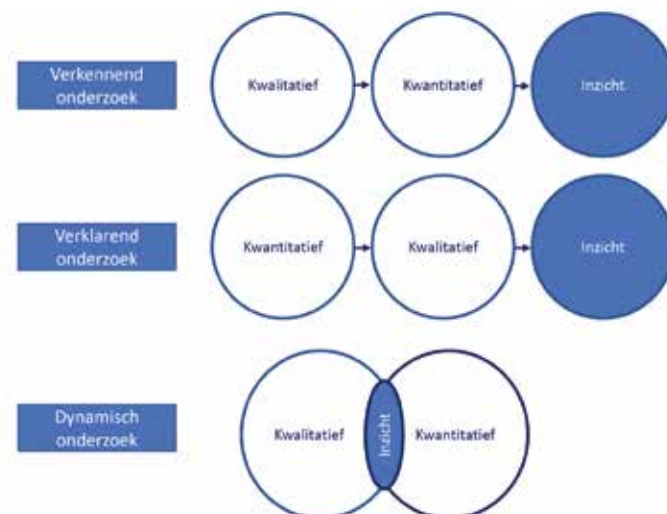 Verkennend
onderzoek
Kwalitatief
Kwantitatief
Inzicht
Verklarend
onderzoek
Kwantitatief
Kwalitatief
Inzicht
Dynamisch
onderzoek
Kwalitatief
Inzicht
Kwantitatief